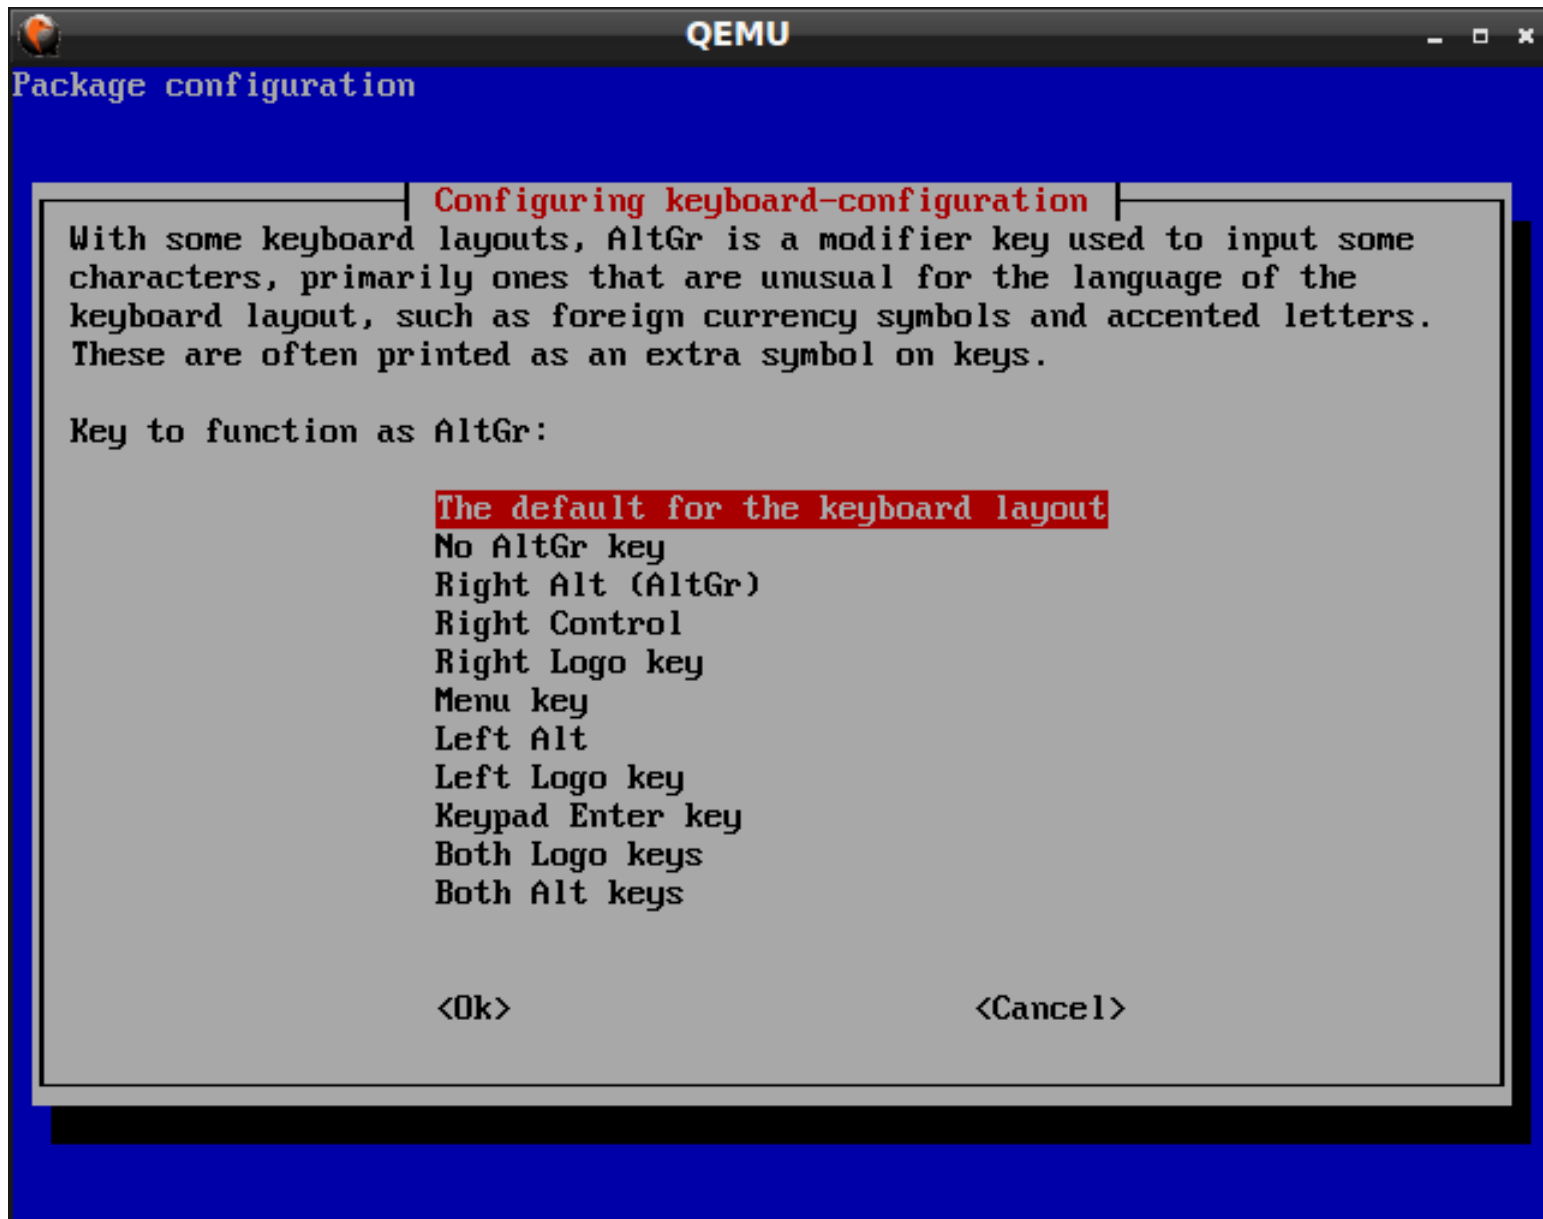 QEMU
Package configuration
Configuring keyboard-configuration
With some keyboard layouts, AltGr is a modifier key used to input some
characters, primarily ones that are unusual for the language of the
keyboard layout, such as foreign currency symbols and accented letters.
These are often printed as an extra symbol on keys.
Key to function as AltGr:
The default for the keyboard layout
No AltGr key
Right Alt (AltGr)
Right Control
Right Logo key
Menu key
Left Alt
Left Logo key
Keypad Enter key
Both Logo keys
Both Alt keys
<Ok> <Cancel>